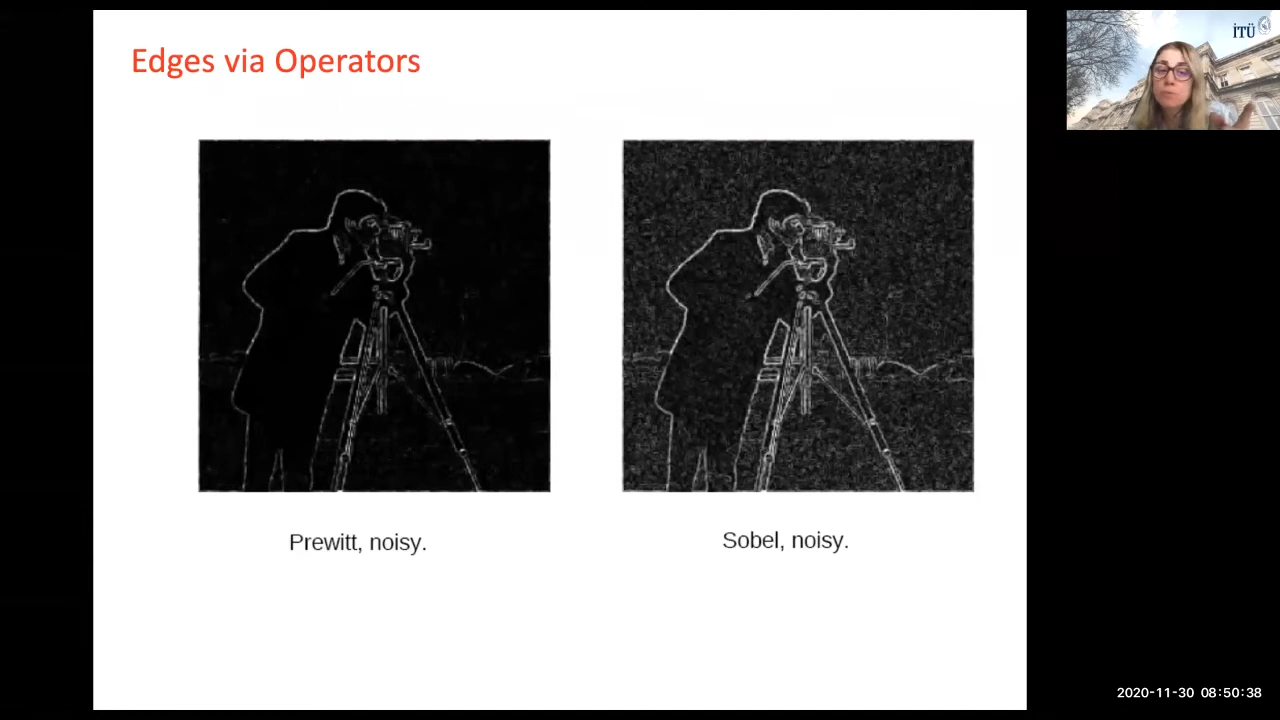 Edges via Operators
İTÜ
Prewitt, noisy.
Sobel, noisy.
2020-11-30 08:50:38